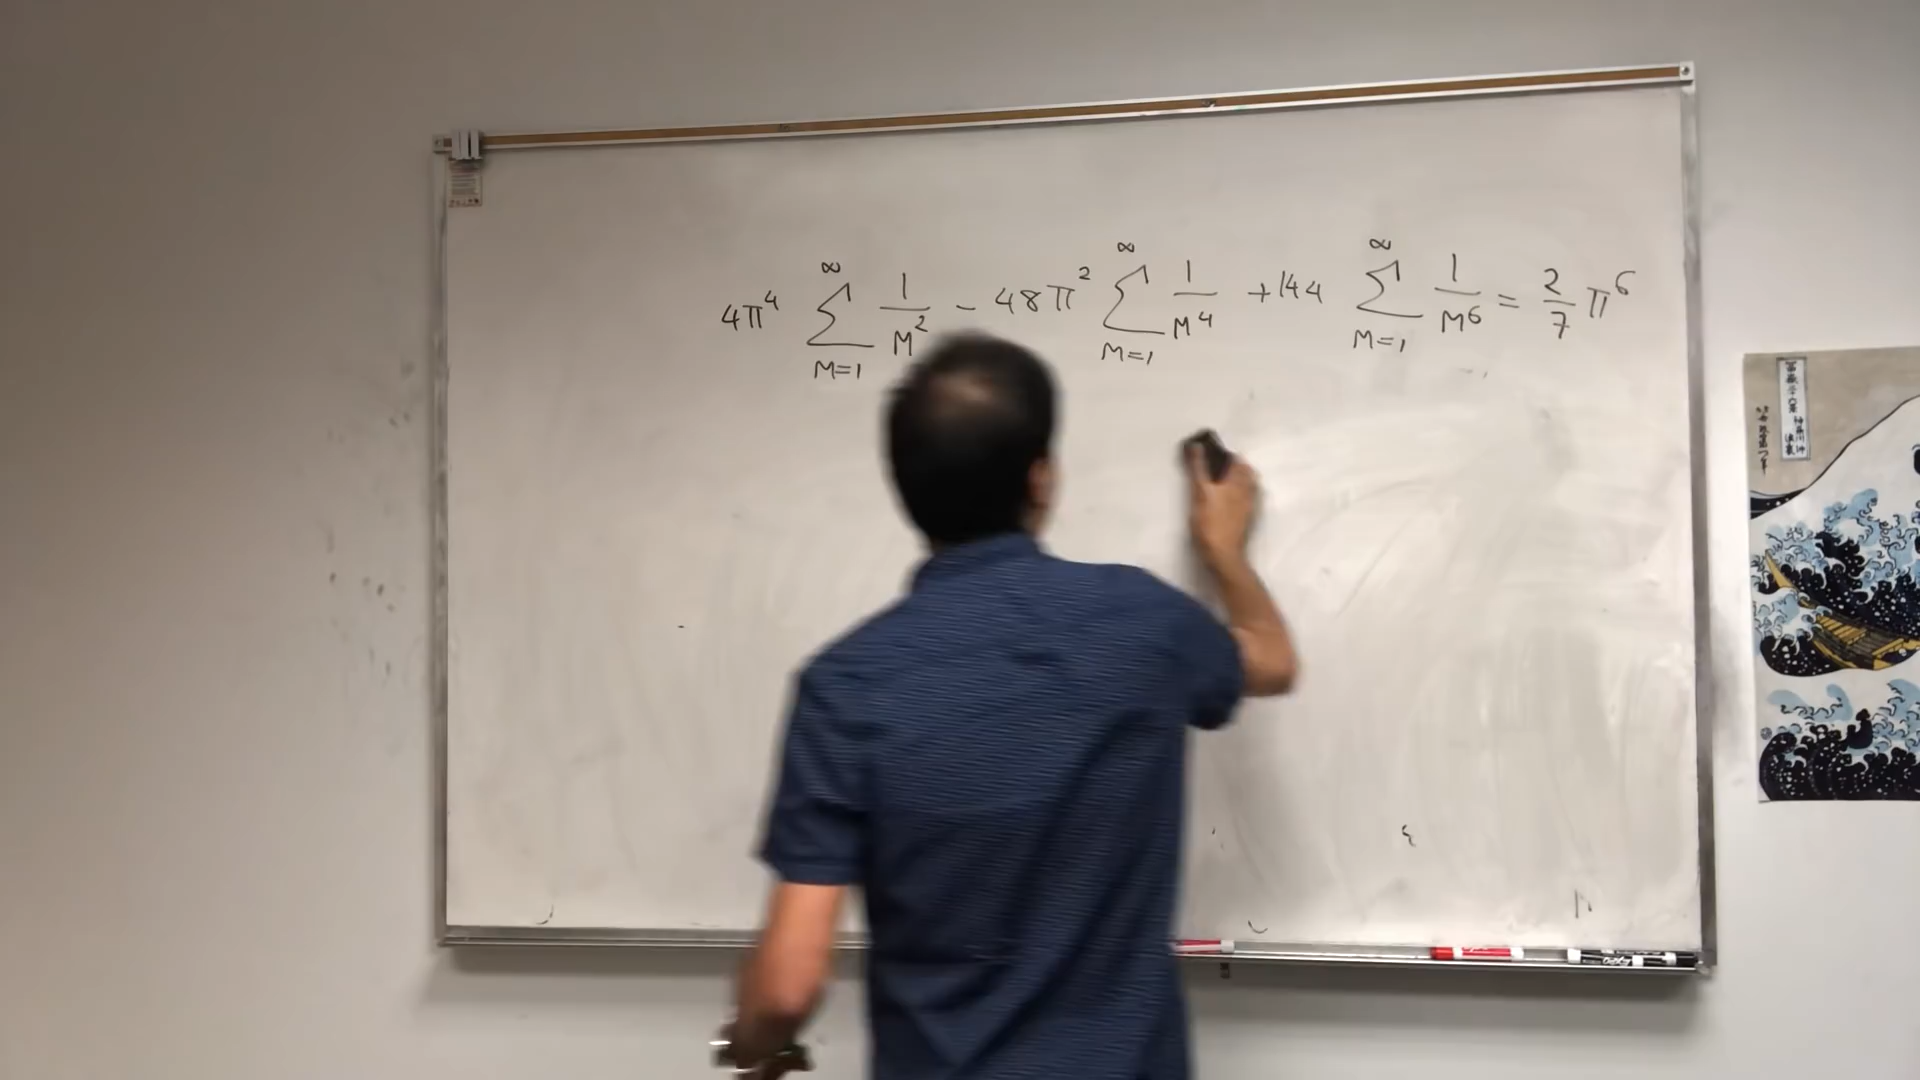 4π⁴ ∑_{M=1}^{∞} 1/M² - 48π² ∑_{M=1}^{∞} 1/M⁴ + 144 ∑_{M=1}^{∞} 1/M⁶ = 2/7 π⁶